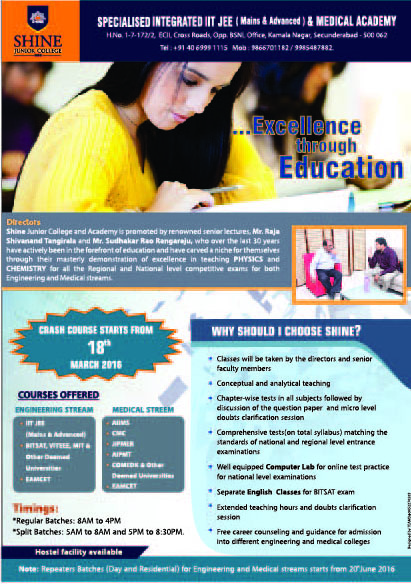 SHINE
JUNIOR COLLEGE
SPECIALISED INTEGRATED IIT JEE ( Mains & Advanced ) & MEDICAL ACADEMY
H.No. 1-7-172/2, ECIL Cross Roads, Opp. BSNL Office, Kamala Nagar, Secunderabad - 500 062
Tel : +91 40 6999 1115 Mob : 9866701182 / 9985487882.
...Excellence
through
Education
Directors
Shine Junior College and Academy is promoted by renowned senior lectures, Mr. Raja
Shivanand Tangirala and Mr. Sudhakar Rao Rangaraju, who over the last 30 years
have actively been in the forefront of education and have carved a niche for themselves
through their masterly demonstration of excellence in teaching PHYSICS and
CHEMISTRY for all the Regional and National level competitive exams for both
Engineering and Medical streams.
CRASH COURSE STARTS FROM
18th
MARCH 2016
COURSES OFFERED
ENGINEERING STREAM
IIT JEE
(Mains & Advanced)
BITSAT, VITEEE, MIT &
Other Deemed
Universities
EAMCET
MEDICAL STREEM
AIIMS
CMC
JIPMER
AIPMT
COMEDK & Other
Deemed Universities
EAMCET
Timings:
*Regular Batches: 8AM to 4PM
*Split Batches: 5AM to 8AM and 5PM to 8:30PM.
Hostel facility available
WHY SHOULD I CHOOSE SHINE?
Classes will be taken by the directors and senior
faculty members
Conceptual and analytical teaching
Chapter-wise tests in all subjects followed by
discussion of the question paper and micro level
doubts clarification session
Comprehensive tests(on total syllabus) matching the
standards of national and regional level entrance
examinations
Well equipped Computer Lab for online test practice
for national level examinations
Separate English Classes for BITSAT exam
Extended teaching hours and doubts clarification
session
Free career counseling and guidance for admission
into different engineering and medical colleges
Note: Repeaters Batches (Day and Residential) for Engineering and Medical streams starts from 20th June 2016